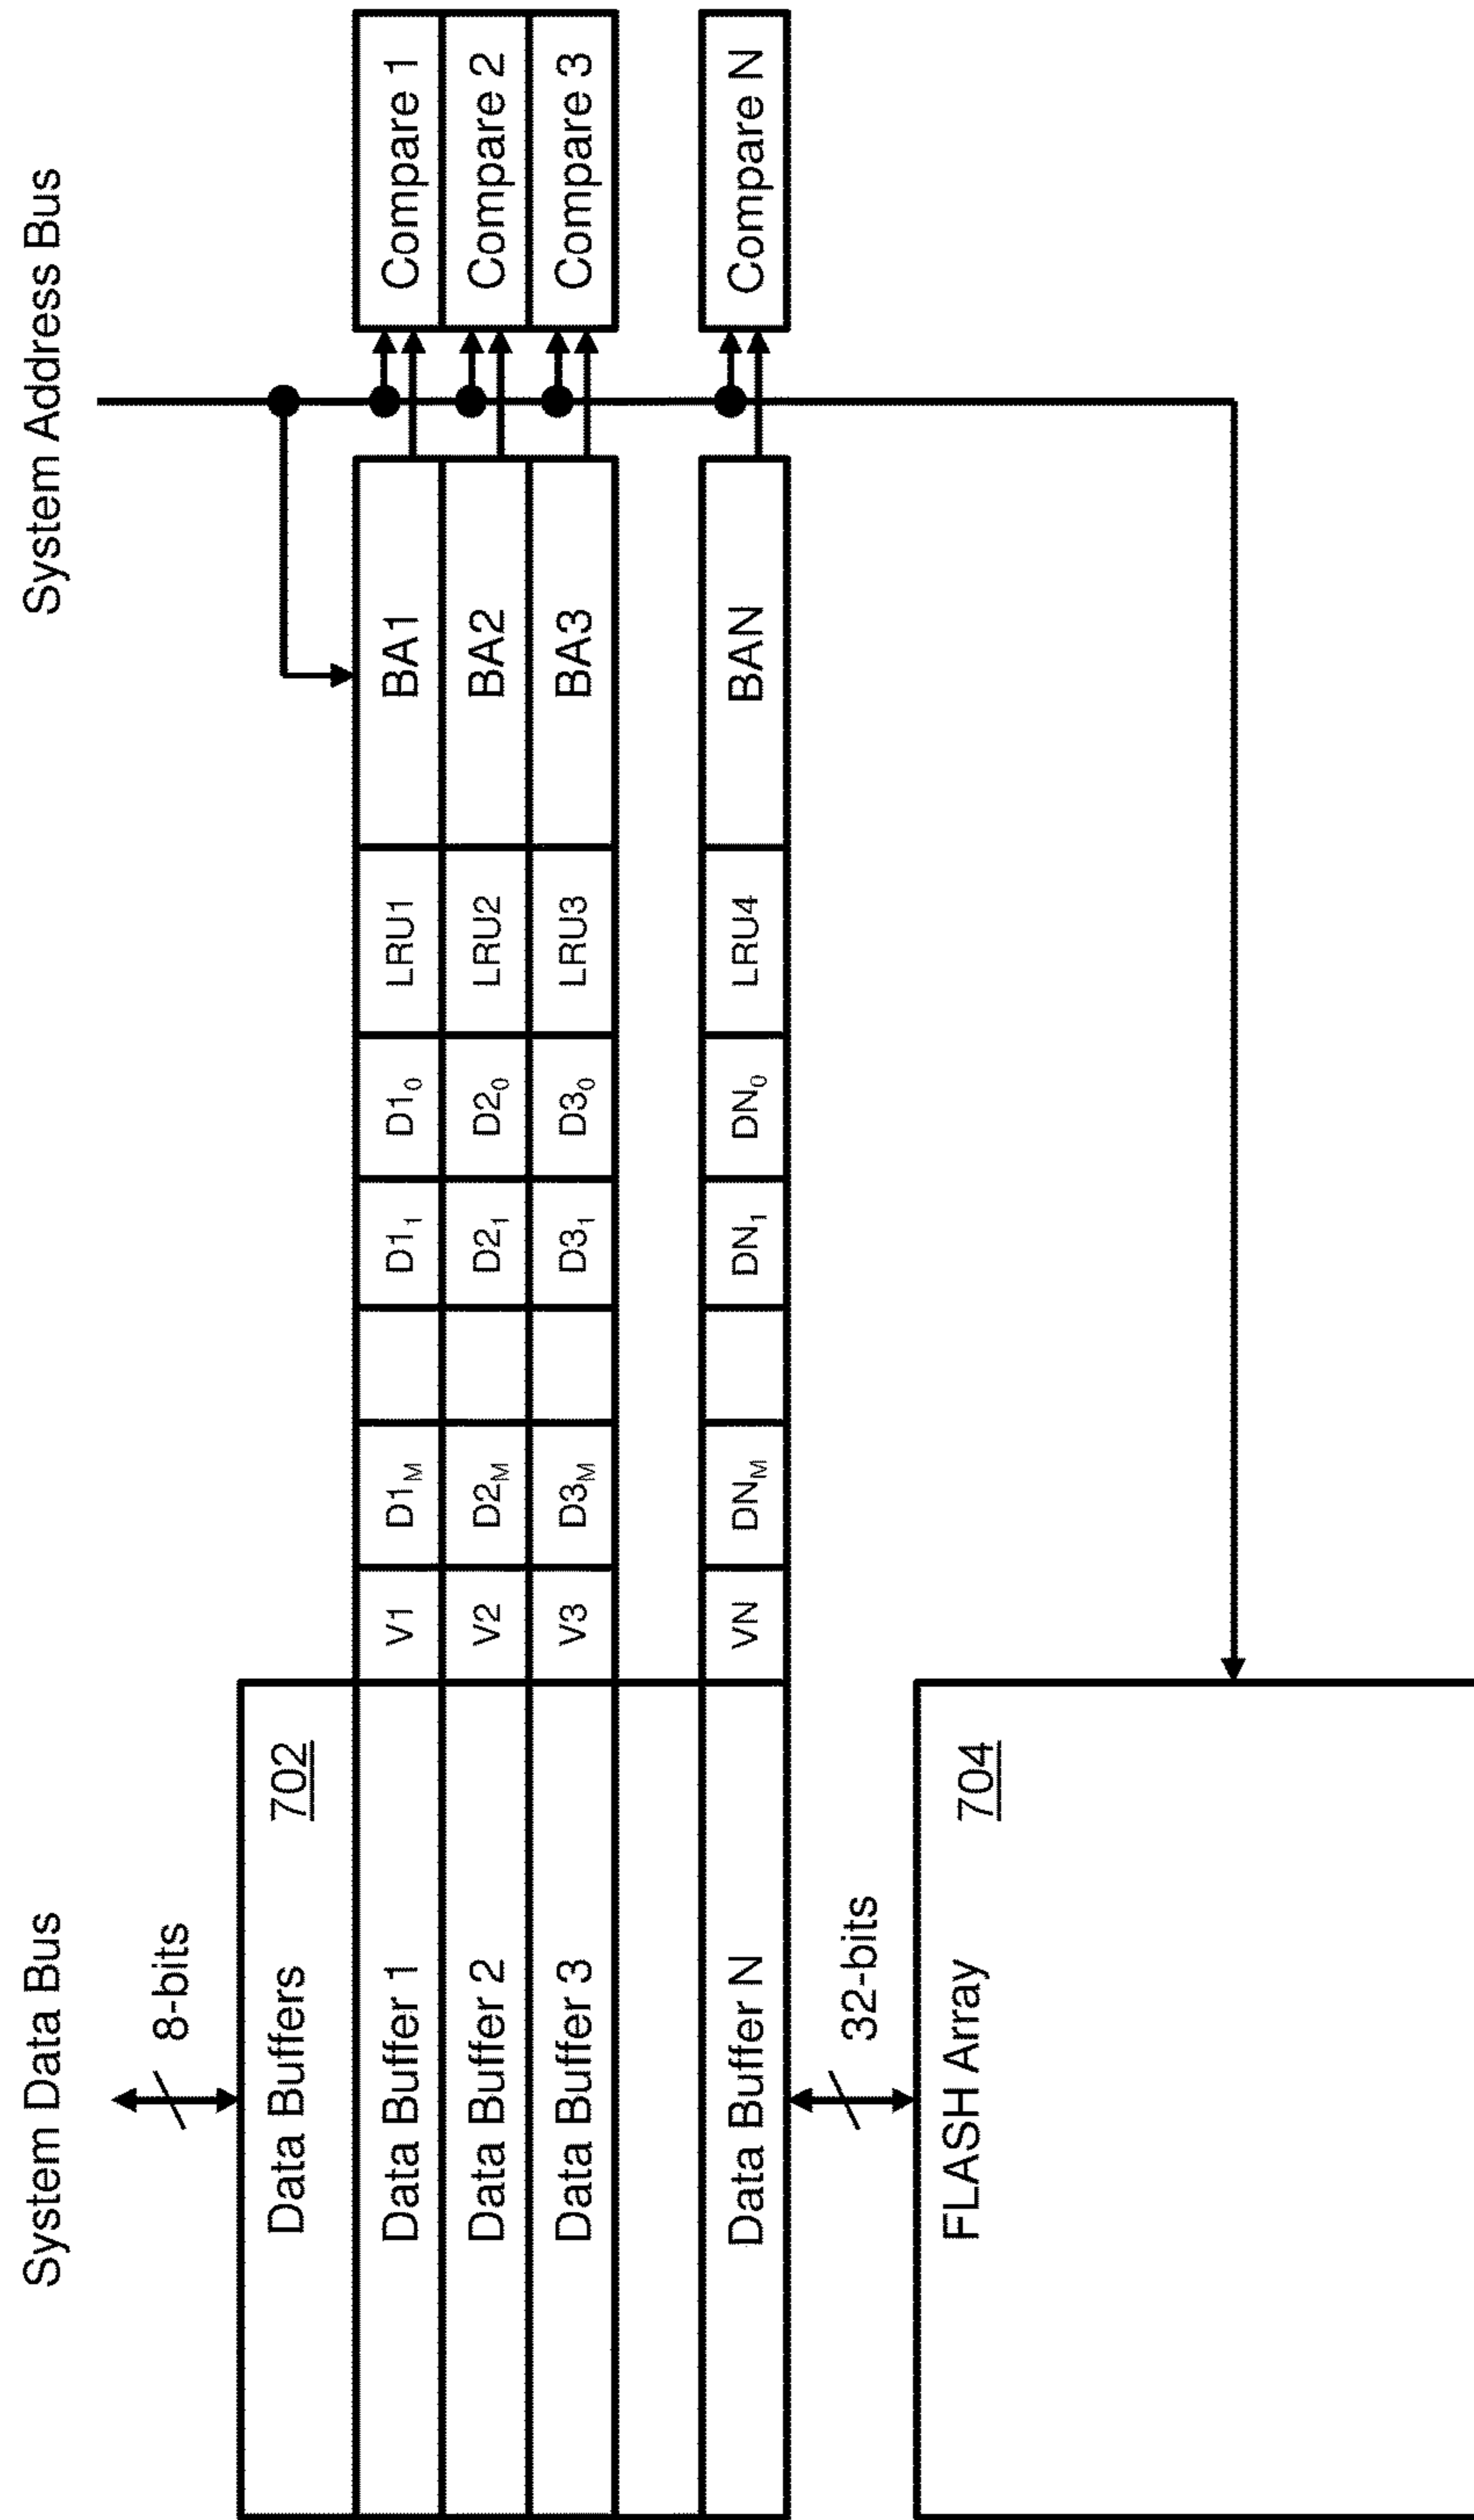 System Data Bus
System Address Bus
8-bits
Data Buffers
702
Data Buffer 1
V1
D1M
D11
D10
LRU1
BA1
Compare 1
Data Buffer 2
V2
D2M
D21
D20
LRU2
BA2
Compare 2
Data Buffer 3
V3
D3M
D31
D30
LRU3
BA3
Compare 3
Data Buffer N
VN
DNM
DN1
DN0
LRU4
BAN
Compare N
32-bits
FLASH Array
704